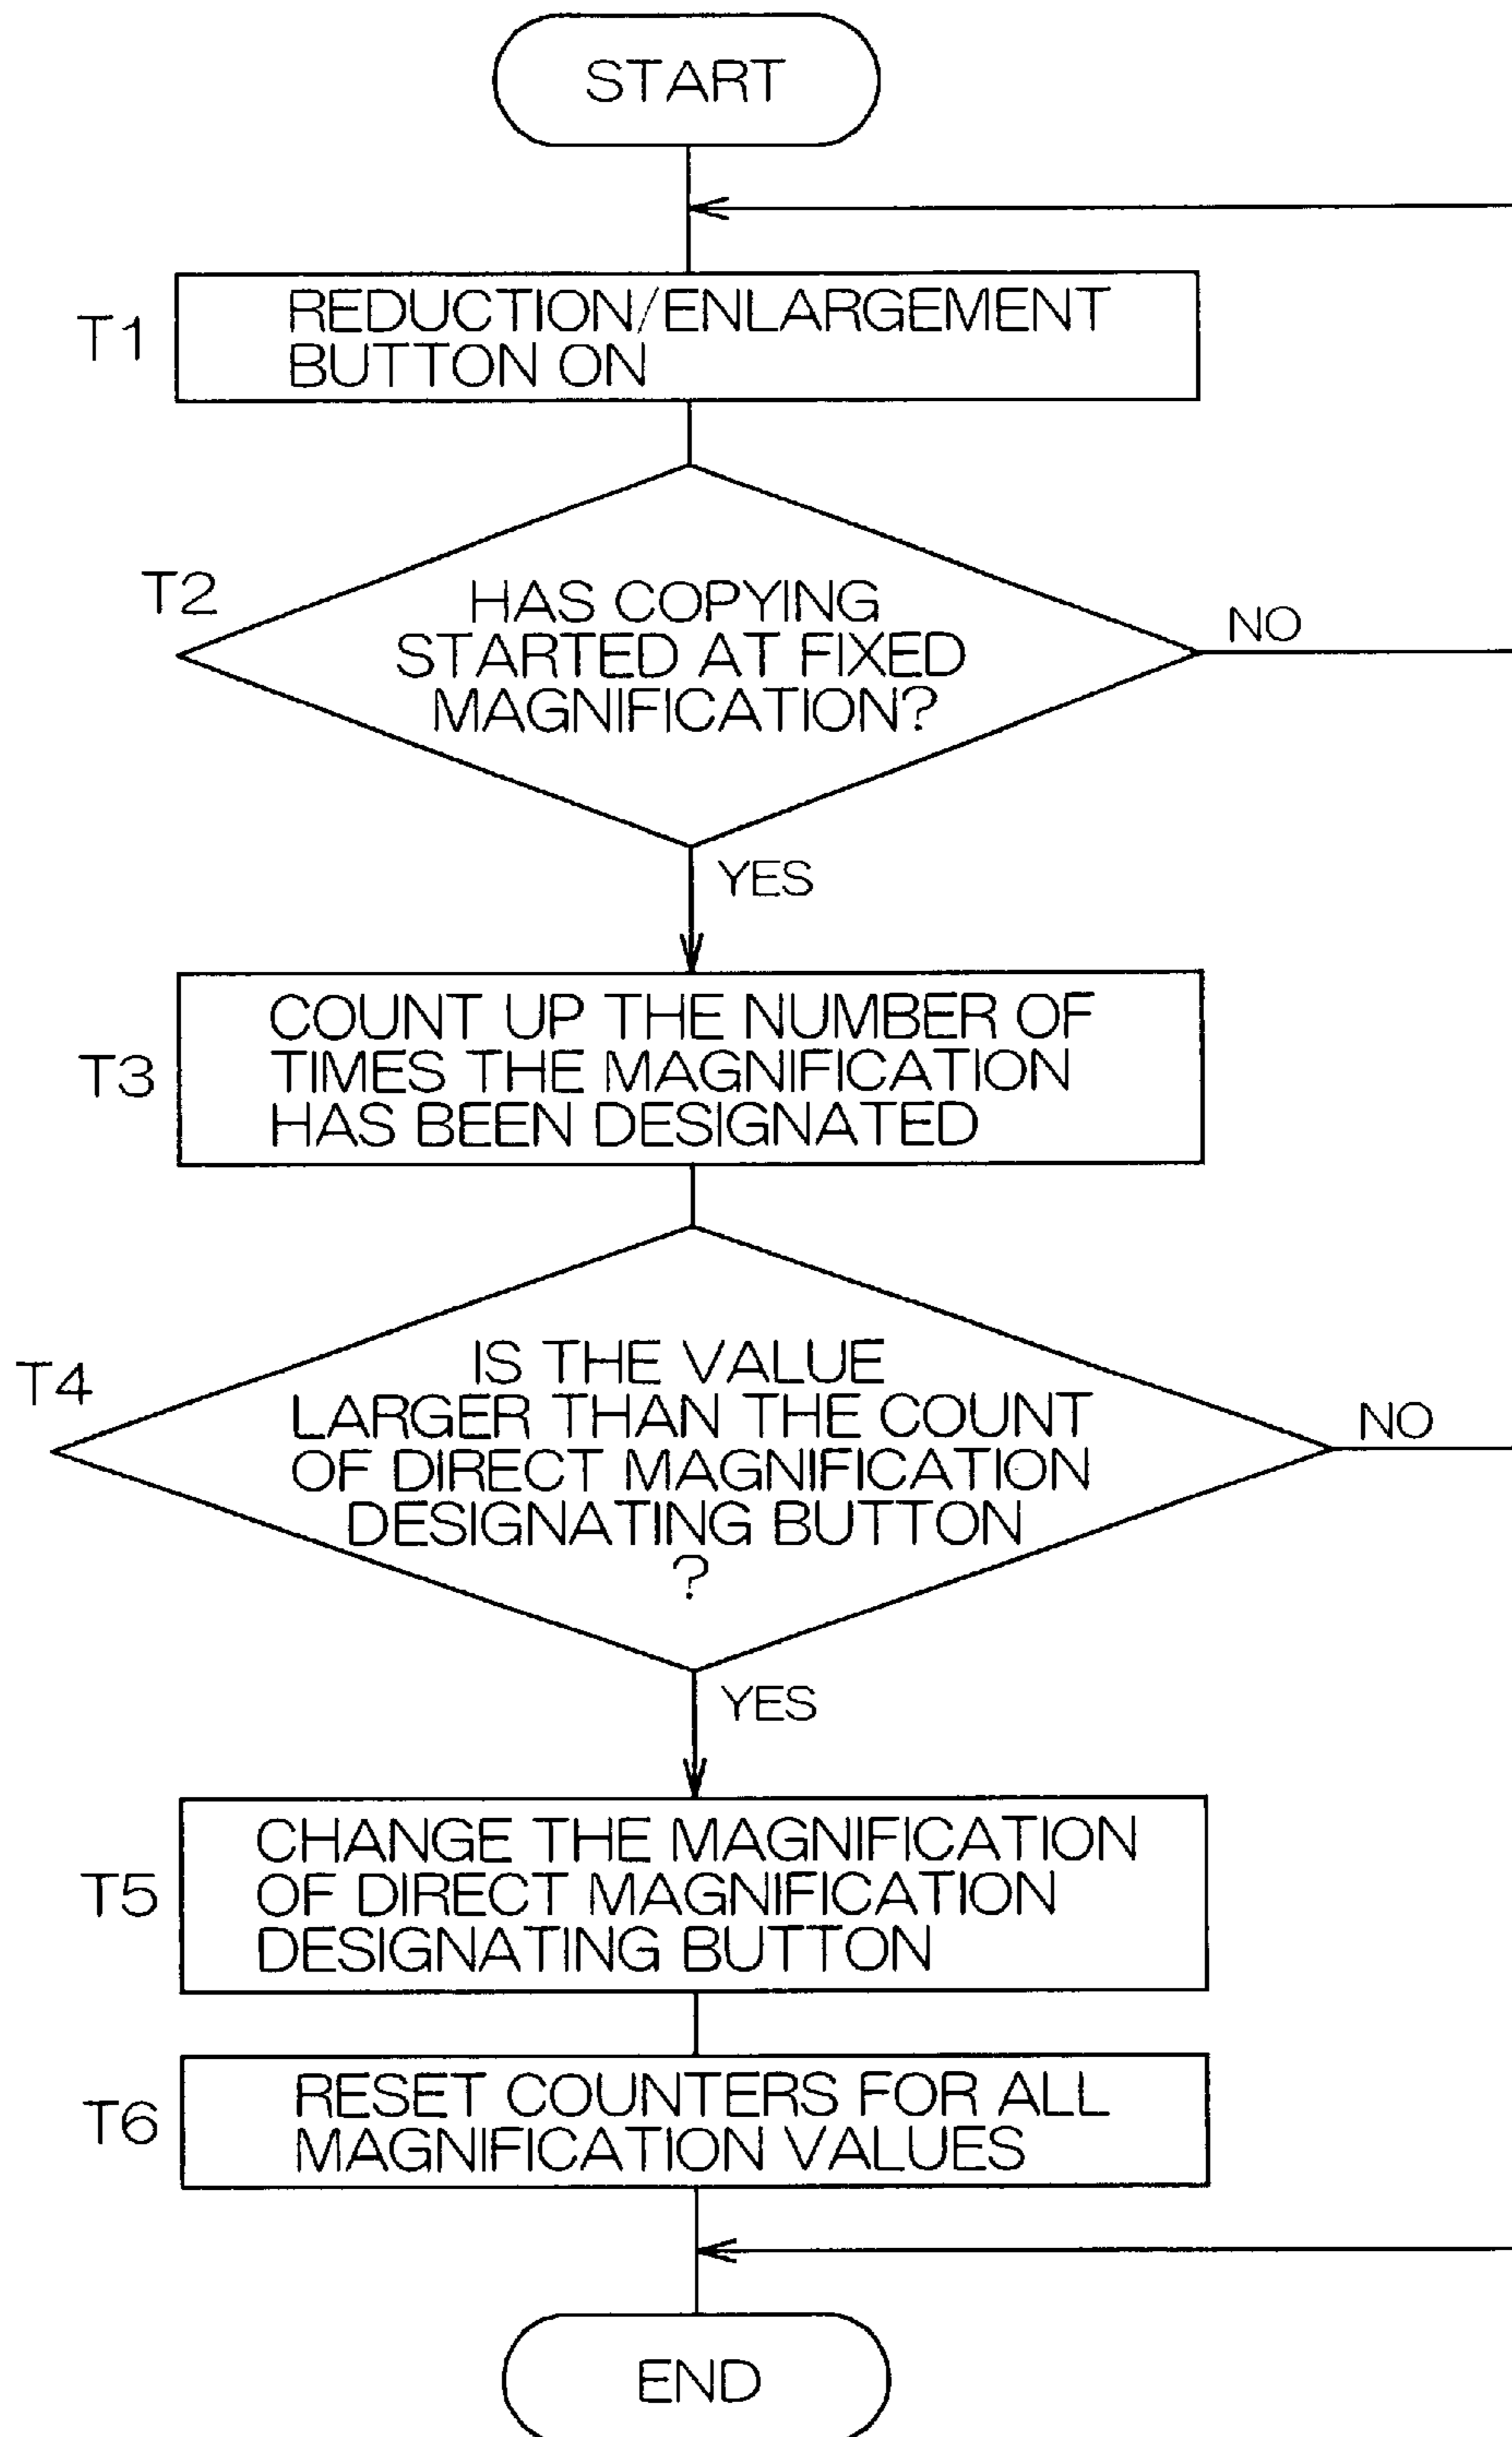 START
T1
REDUCTION/ENLARGEMENT
BUTTON ON
T2
HAS COPYING
STARTED AT FIXED
MAGNIFICATION?
NO
YES
T3
COUNT UP THE NUMBER OF
TIMES THE MAGNIFICATION
HAS BEEN DESIGNATED
T4
IS THE VALUE
LARGER THAN THE COUNT
OF DIRECT MAGNIFICATION
DESIGNATING BUTTON
?
NO
YES
T5
CHANGE THE MAGNIFICATION
OF DIRECT MAGNIFICATION
DESIGNATING BUTTON
T6
RESET COUNTERS FOR ALL
MAGNIFICATION VALUES
END